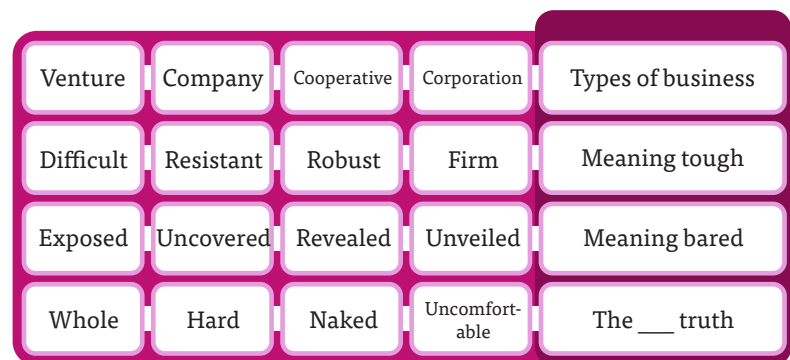 Venture Company Cooperative Corporation Types of business
Difficult Resistant Robust Firm Meaning tough
Exposed Uncovered Revealed Unveiled Meaning bared
Whole Hard Naked Uncomfort-
able The ___ truth